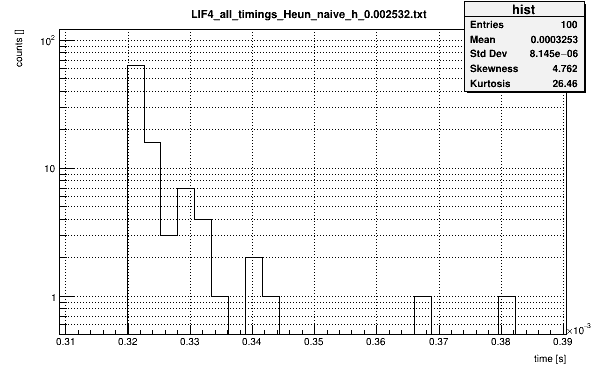 LIF4_all_timings_Heun_naive_h_0.002532.txt
hist
Entries 100
Mean 0.0003253
Std Dev 8.145e−06
Skewness 4.762
Kurtosis 26.46
counts []
10²
10
1
0.31 0.32 0.33 0.34 0.35 0.36 0.37 0.38 0.39
×10⁻³
time [s]